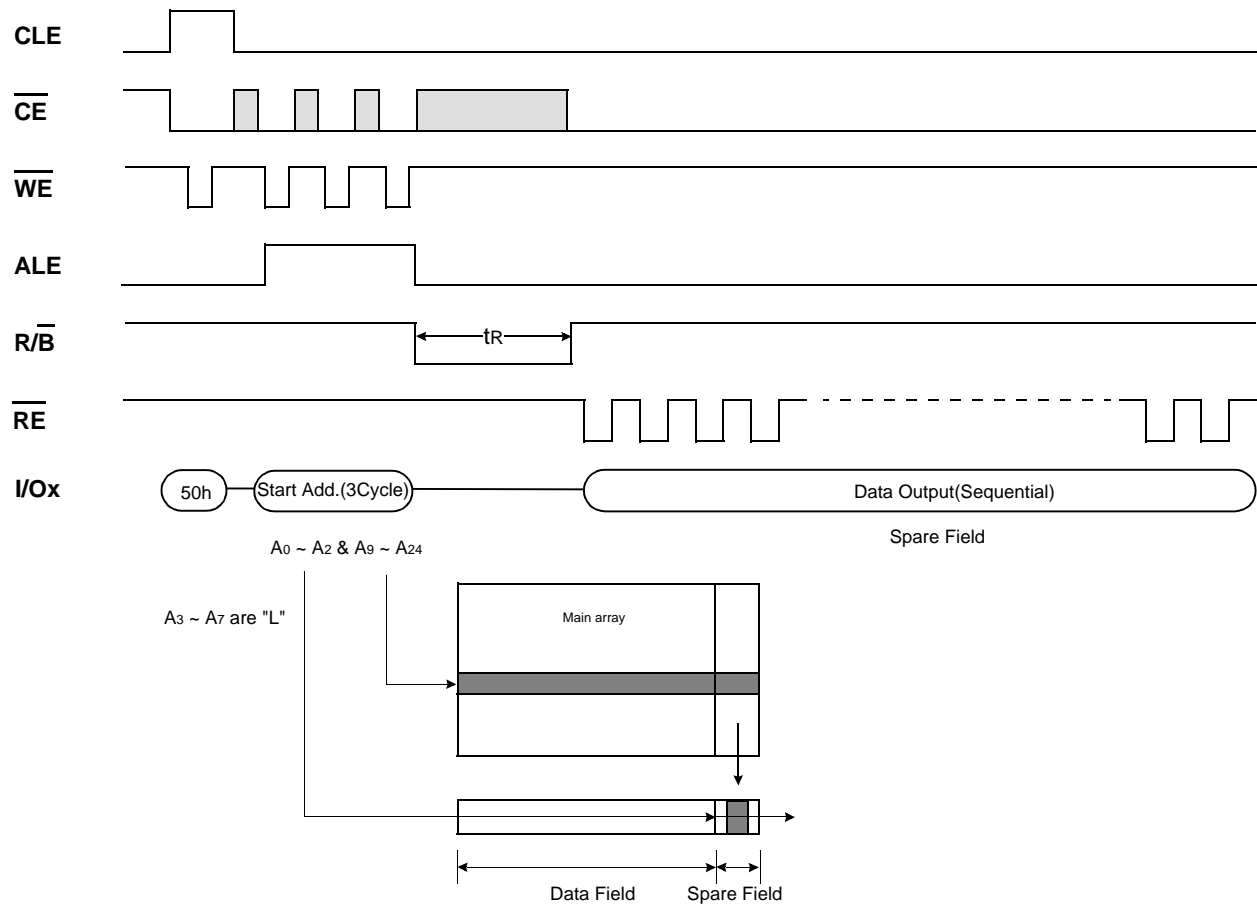 CLE
CE
WE
ALE
R/B
tR
RE
I/Ox
50h
Start Add.(3Cycle)
Data Output(Sequential)
Spare Field
A0 ~ A2 & A9 ~ A24
A3 ~ A7 are "L"
Main array
Data Field
Spare Field